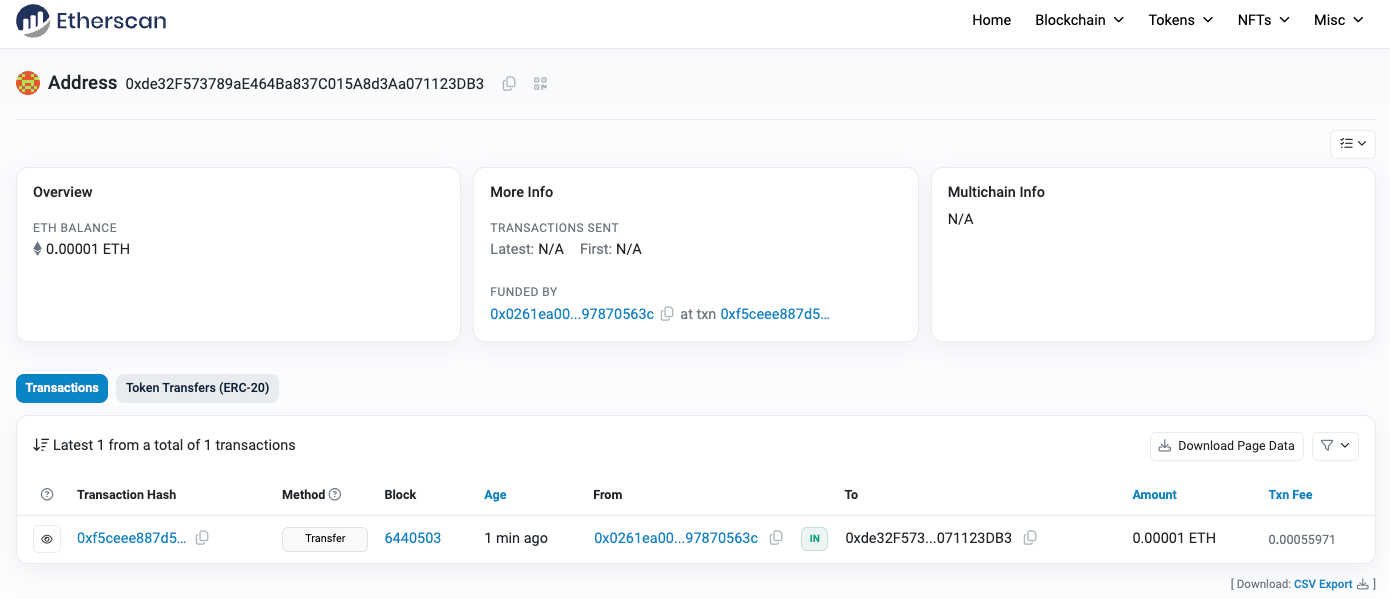 Etherscan
Home Blockchain Tokens NFTs Misc
Address 0xde32F573789aE464Ba837C015A8d3Aa071123DB3
Overview
ETH BALANCE
0.00001 ETH
More Info
TRANSACTIONS SENT
Latest: N/A First: N/A
FUNDED BY
0x0261ea00...97870563c at txn 0xf5ceee887d5...
Multichain Info
N/A
Transactions Token Transfers (ERC-20)
Latest 1 from a total of 1 transactions
Download Page Data
Transaction Hash Method Block Age From To Amount Txn Fee
0xf5ceee887d5... Transfer 6440503 1 min ago 0x0261ea00...97870563c IN 0xde32F573...071123DB3 0.00001 ETH 0.00055971
[ Download: CSV Export ]